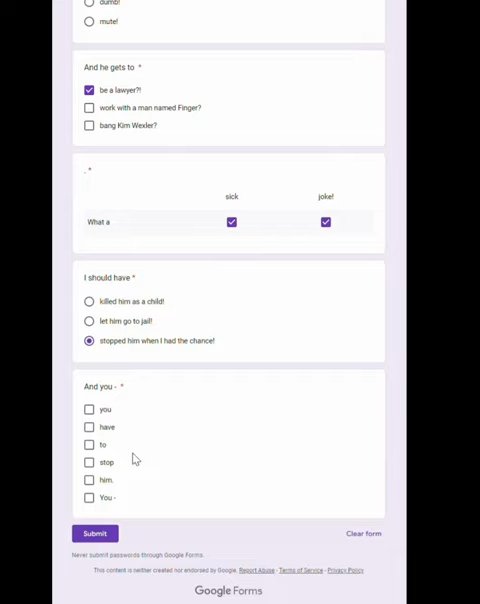 dumb!
mute!
And he gets to *
be a lawyer?!
work with a man named Finger?
bang Kim Wexler?
. *
sick joke!
What a
I should have *
killed him as a child!
let him go to jail!
stopped him when I had the chance!
And you - *
you
have
to
stop
him.
You -
Submit Clear form
Never submit passwords through Google Forms.
This content is neither created nor endorsed by Google. Report Abuse - Terms of Service - Privacy Policy
Google Forms